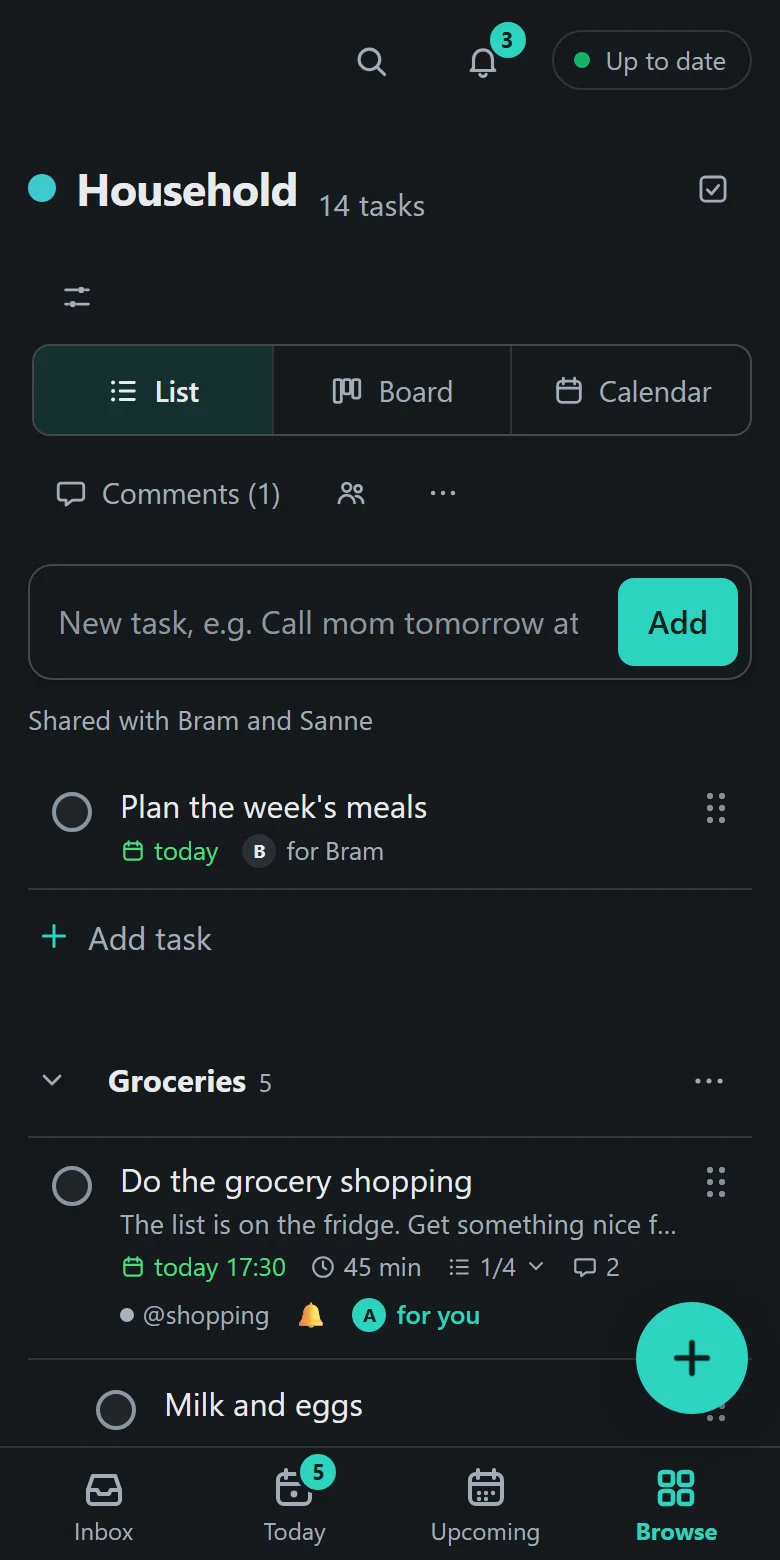 3
Up to date
Household 14 tasks
List Board Calendar
Comments (1)
New task, e.g. Call mom tomorrow at
Add
Shared with Bram and Sanne
Plan the week's meals
today B for Bram
Add task
Groceries 5
Do the grocery shopping
The list is on the fridge. Get something nice f...
today 17:30 45 min 1/4 2
@shopping A for you
Milk and eggs
5
Inbox Today Upcoming Browse